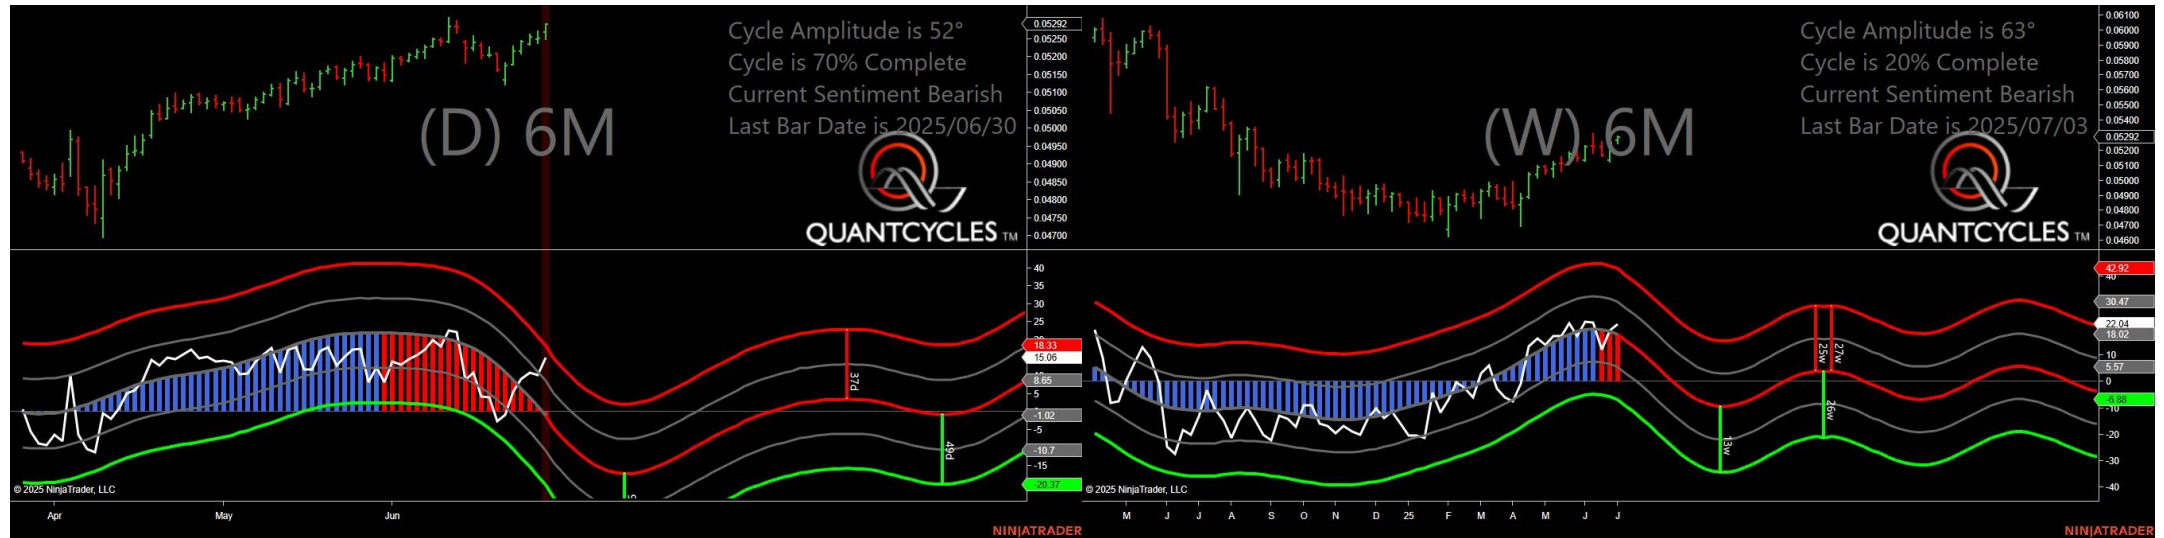 Cycle Amplitude is 52°
Cycle is 70% Complete
Current Sentiment Bearish
Last Bar Date is 2025/06/30
(D) 6M
QUANTCYCLES TM
0.05292
0.05250
0.05200
0.05150
0.05100
0.05050
0.05000
0.04950
0.04900
0.04850
0.04800
0.04750
0.04700
40
35
30
25
18.33
15.06
8.65
5
-1.02
-5
-10.7
-15
-20.37
37d
49d
© 2025 NinjaTrader, LLC
Apr May Jun
NINJATRADER
Cycle Amplitude is 63°
Cycle is 20% Complete
Current Sentiment Bearish
Last Bar Date is 2025/07/03
(W) 6M
QUANTCYCLES TM
0.06100
0.06000
0.05900
0.05800
0.05700
0.05600
0.05500
0.05400
0.05292
0.05200
0.05100
0.05000
0.04900
0.04800
0.04700
0.04600
42.92
40
30.47
22.04
18.02
10
5.57
0
-6.88
-10
-20
-30
-40
25w
27w
26w
13w
© 2025 NinjaTrader, LLC
M J J A S O N D 25 F M A M J J
NINJATRADER